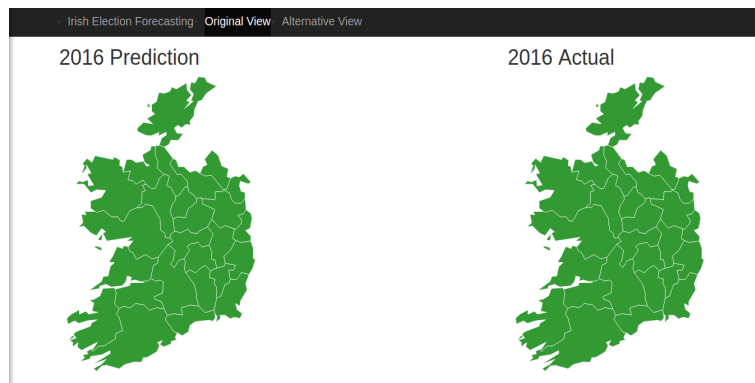 Irish Election Forecasting Original View Alternative View
2016 Prediction
2016 Actual